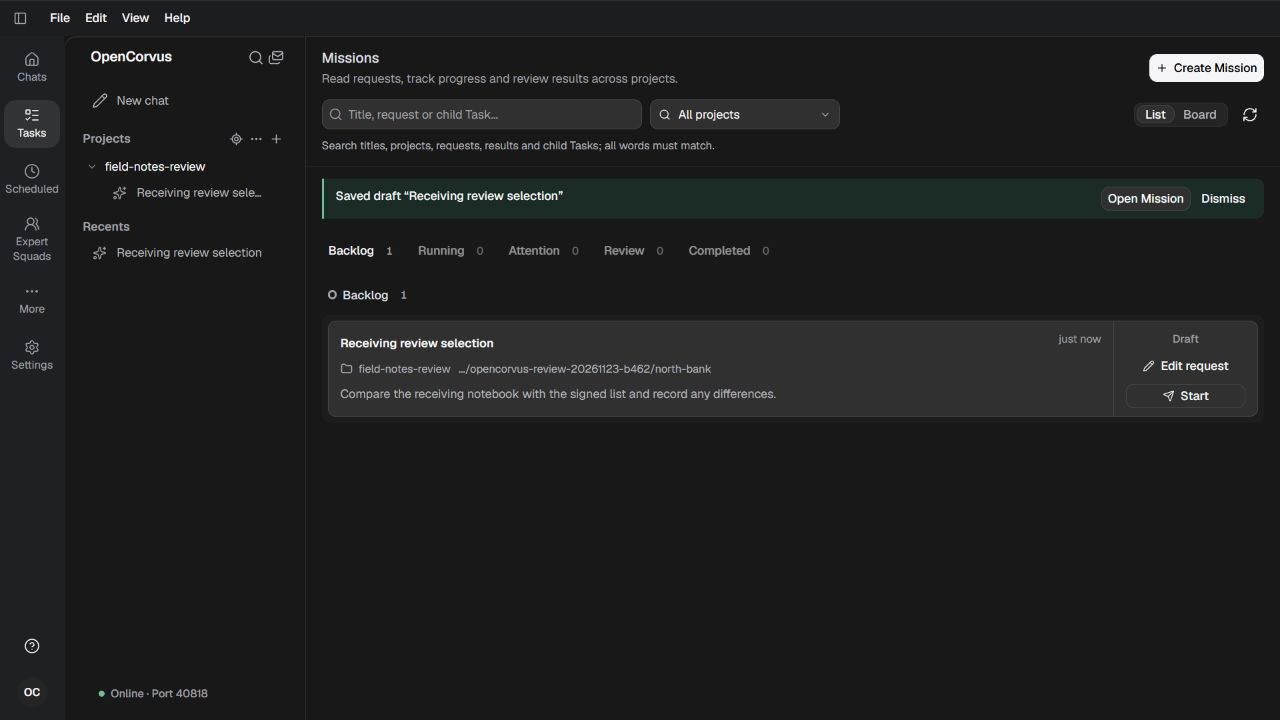 File Edit View Help
Chats
Tasks
Scheduled
Expert
Squads
More
Settings
OC
OpenCorvus
New chat
Projects
field-notes-review
Receiving review sele...
Recents
Receiving review selection
Online · Port 40818
Missions
Read requests, track progress and review results across projects.
Create Mission
Title, request or child Task...
All projects
List Board
Search titles, projects, requests, results and child Tasks; all words must match.
Saved draft “Receiving review selection”
Open Mission Dismiss
Backlog 1 Running 0 Attention 0 Review 0 Completed 0
Backlog 1
Receiving review selection
just now
field-notes-review .../opencorvus-review-20261123-b462/north-bank
Compare the receiving notebook with the signed list and record any differences.
Draft
Edit request
Start